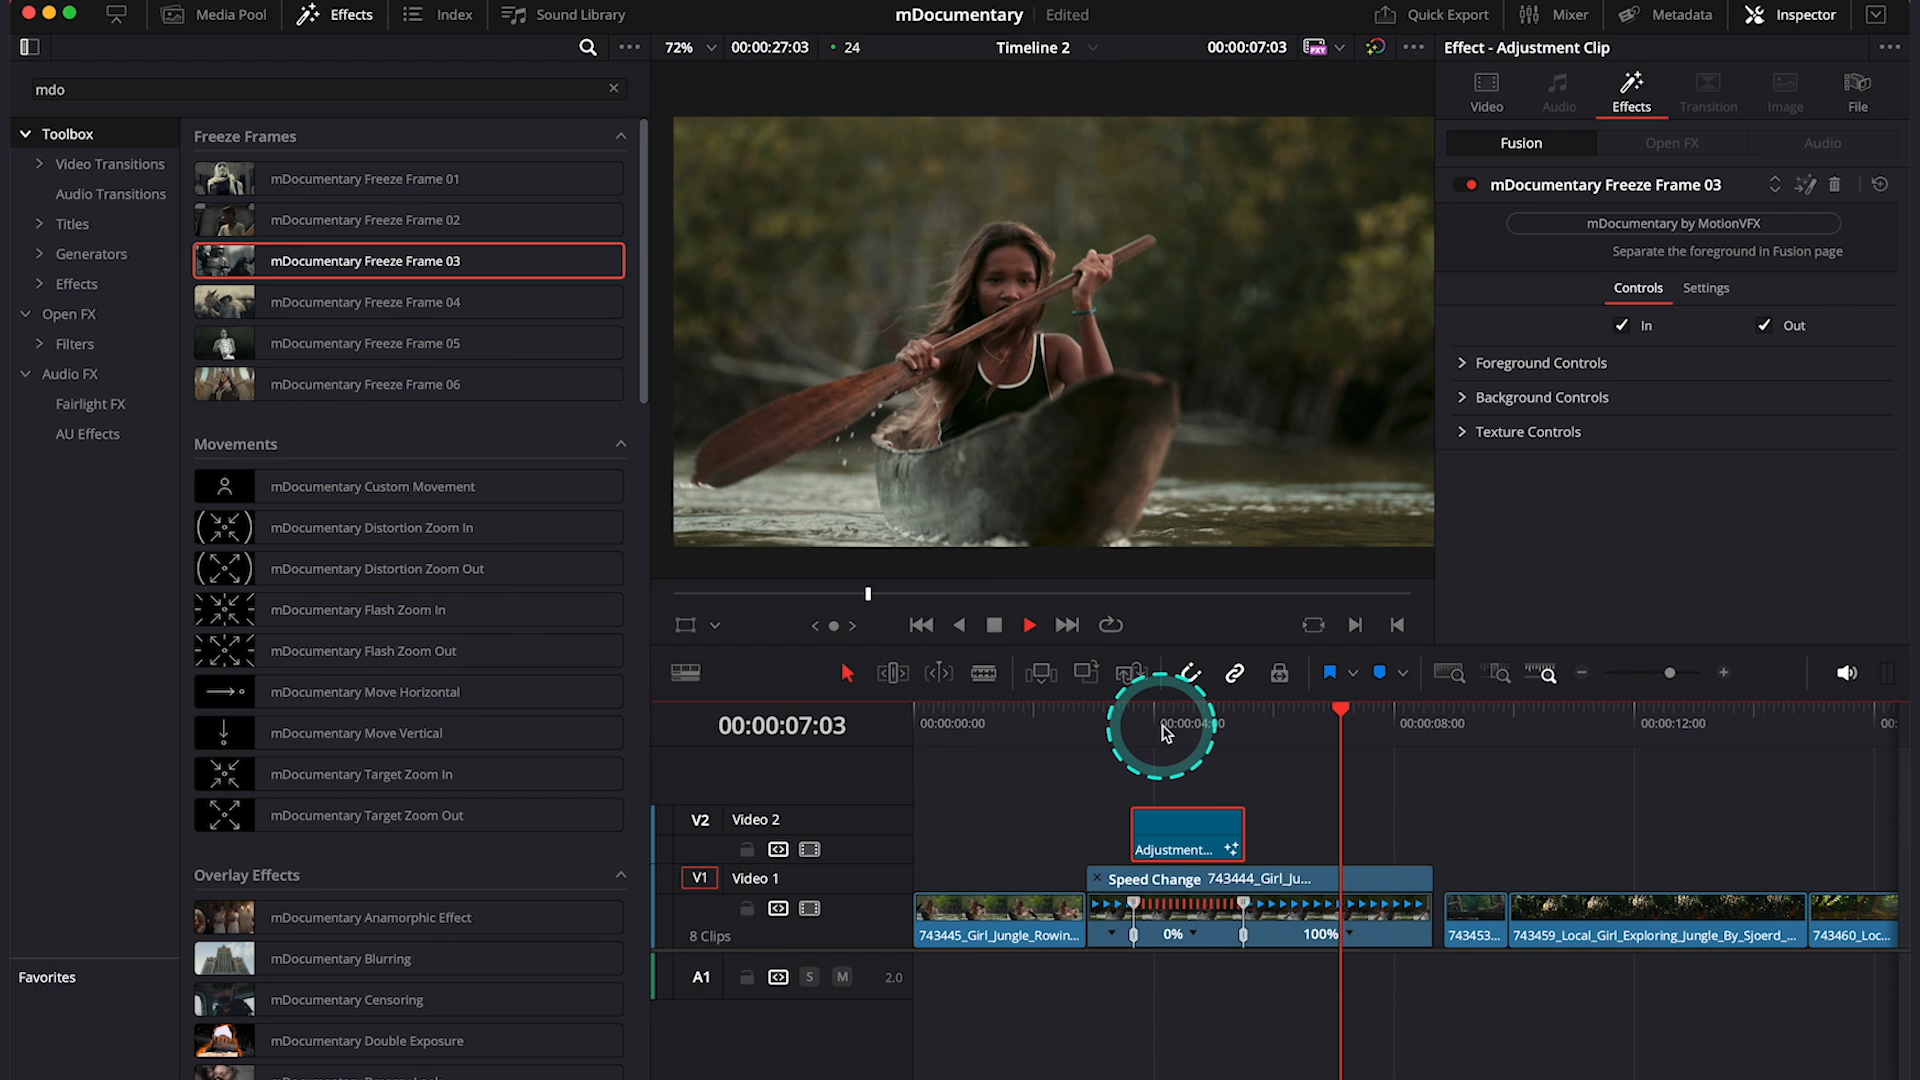 Media Pool
Effects
Index
Sound Library
mDocumentary
Edited
Quick Export
Mixer
Metadata
Inspector
72%
00:00:27:03
24
Timeline 2
00:00:07:03
PXY
Effect - Adjustment Clip
mdo
Video
Audio
Effects
Transition
Image
File
Toolbox
Video Transitions
Audio Transitions
Titles
Generators
Effects
Open FX
Filters
Audio FX
Fairlight FX
AU Effects
Favorites
Freeze Frames
mDocumentary Freeze Frame 01
mDocumentary Freeze Frame 02
mDocumentary Freeze Frame 03
mDocumentary Freeze Frame 04
mDocumentary Freeze Frame 05
mDocumentary Freeze Frame 06
Movements
mDocumentary Custom Movement
mDocumentary Distortion Zoom In
mDocumentary Distortion Zoom Out
mDocumentary Flash Zoom In
mDocumentary Flash Zoom Out
mDocumentary Move Horizontal
mDocumentary Move Vertical
mDocumentary Target Zoom In
mDocumentary Target Zoom Out
Overlay Effects
mDocumentary Anamorphic Effect
mDocumentary Blurring
mDocumentary Censoring
mDocumentary Double Exposure
Fusion
Open FX
Audio
mDocumentary Freeze Frame 03
mDocumentary by MotionVFX
Separate the foreground in Fusion page
Controls
Settings
In
Out
Foreground Controls
Background Controls
Texture Controls
00:00:07:03
00:00:00:00
00:00:04:00
00:00:08:00
00:00:12:00
00:
V2
Video 2
Adjustment...
V1
Video 1
8 Clips
Speed Change 743444_Girl_Ju...
743445_Girl_Jungle_Rowin...
0%
100%
743453...
743459_Local_Girl_Exploring_Jungle_By_Sjoerd_...
743460_Loc...
A1
S
M
2.0